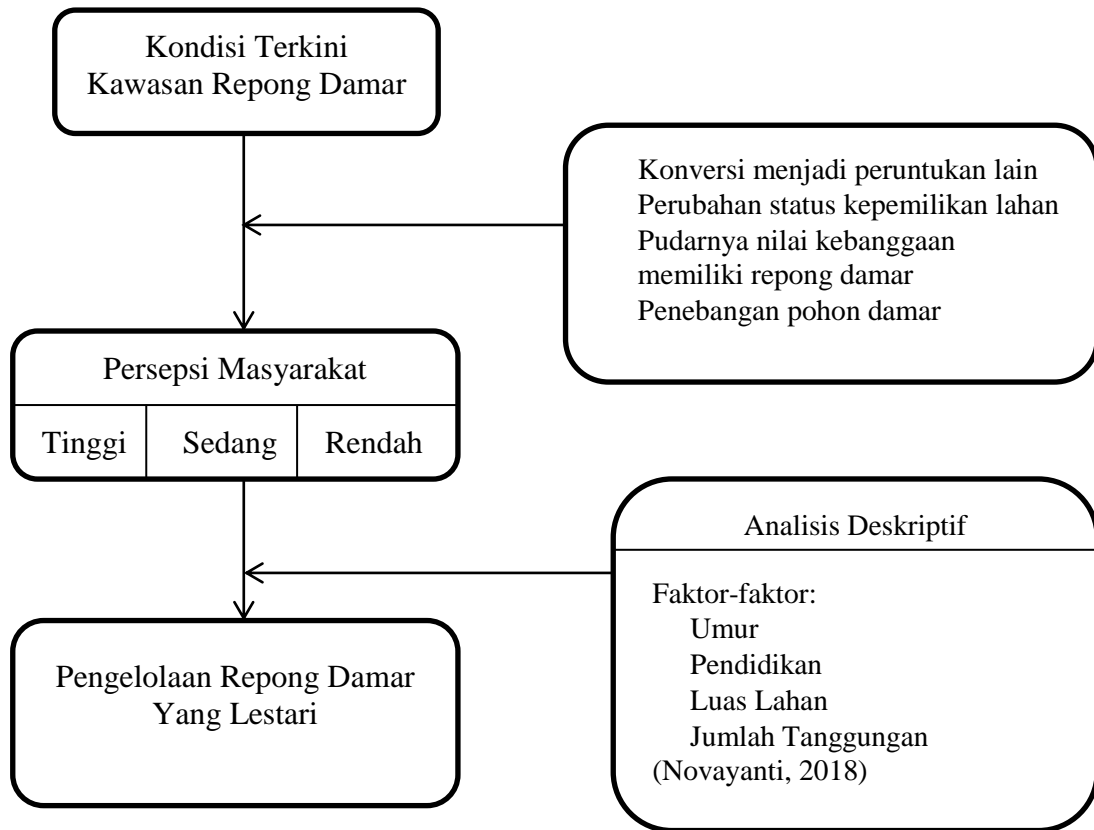 Kondisi Terkini
Kawasan Repong Damar
Konversi menjadi peruntukan lain
Perubahan status kepemilikan lahan
Pudarnya nilai kebanggaan
memiliki repong damar
Penebangan pohon damar
Persepsi Masyarakat
Tinggi Sedang Rendah
Analisis Deskriptif
Faktor-faktor:
Umur
Pendidikan
Luas Lahan
Jumlah Tanggungan
(Novayanti, 2018)
Pengelolaan Repong Damar
Yang Lestari